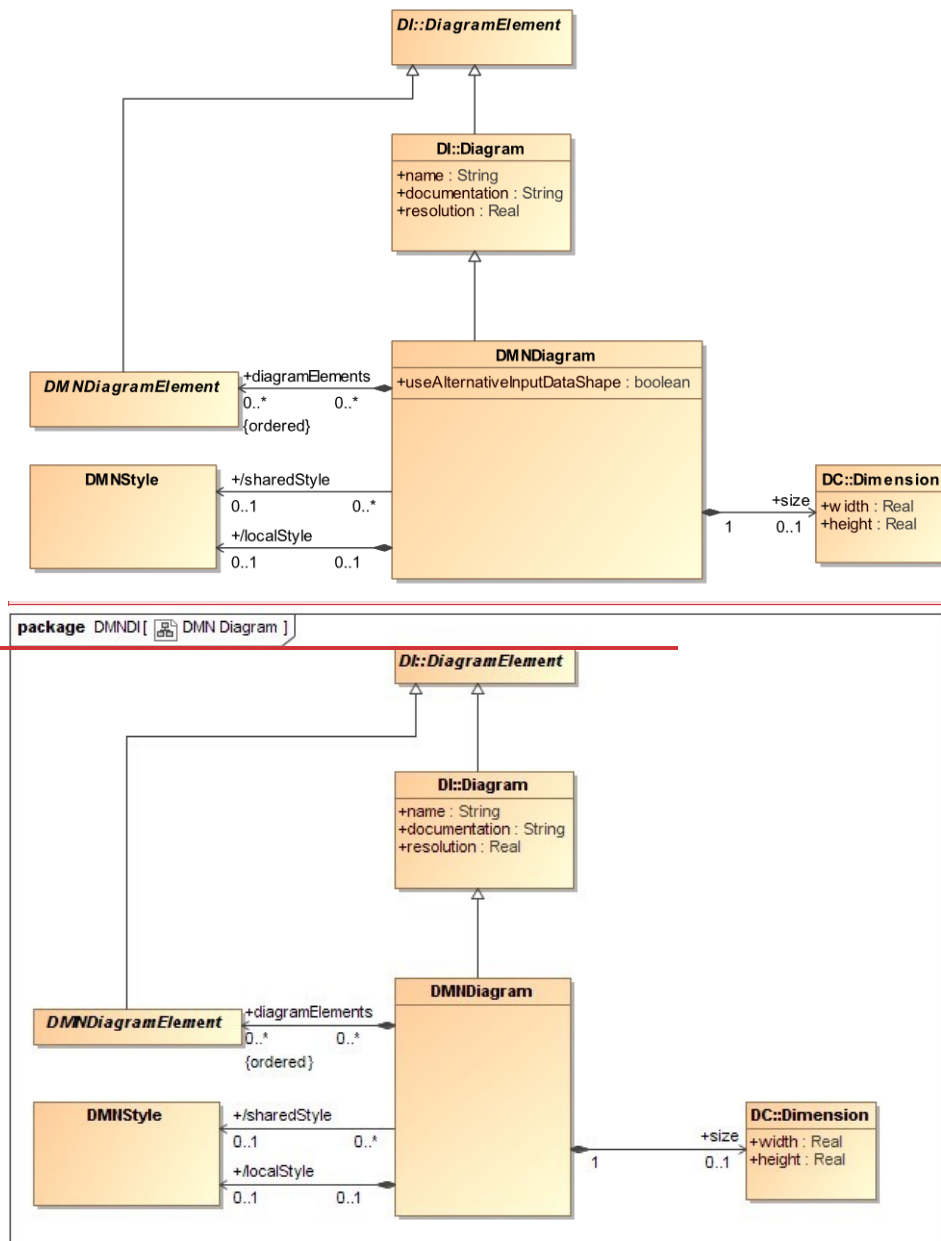 DI::DiagramElement
DI::Diagram
+name : String
+documentation : String
+resolution : Real
DMNDiagram
+useAlternativeInputDataShape : boolean
DMNDiagramElement
+diagramElements
0..* 0..*
{ordered}
DMNStyle
+/sharedStyle
0..1 0..*
+/localStyle
0..1 0..1
+size
1 0..1
DC::Dimension
+width : Real
+height : Real
package DMNDI [ DMN Diagram ]
DI::DiagramElement
DI::Diagram
+name : String
+documentation : String
+resolution : Real
DMNDiagram
DMNDiagramElement
+diagramElements
0..* 0..*
{ordered}
DMNStyle
+/sharedStyle
0..1 0..*
+/localStyle
0..1 0..1
+size
1 0..1
DC::Dimension
+width : Real
+height : Real